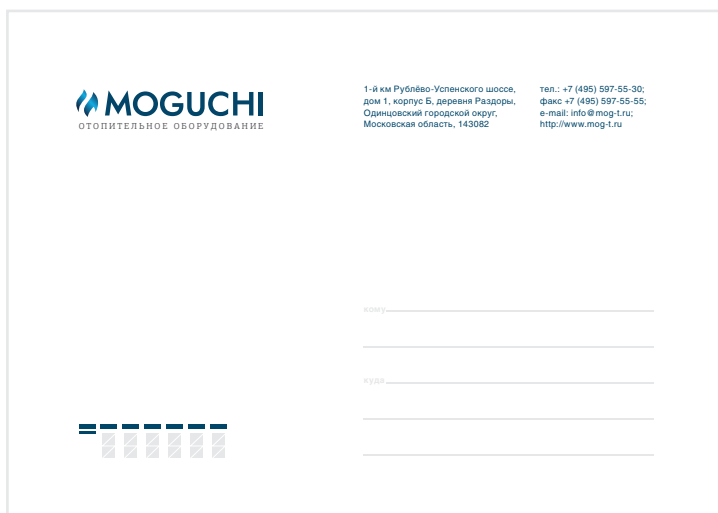 MOGUCHI
ОТОПИТЕЛЬНОЕ ОБОРУДОВАНИЕ
1-й км Рублёво-Успенского шоссе,
дом 1, корпус Б, деревня Раздоры,
Одинцовский городской округ,
Московская область, 143082
тел.: +7 (495) 597-55-30;
факс +7 (495) 597-55-55;
e-mail: info@mog-t.ru;
http://www.mog-t.ru
кому
куда